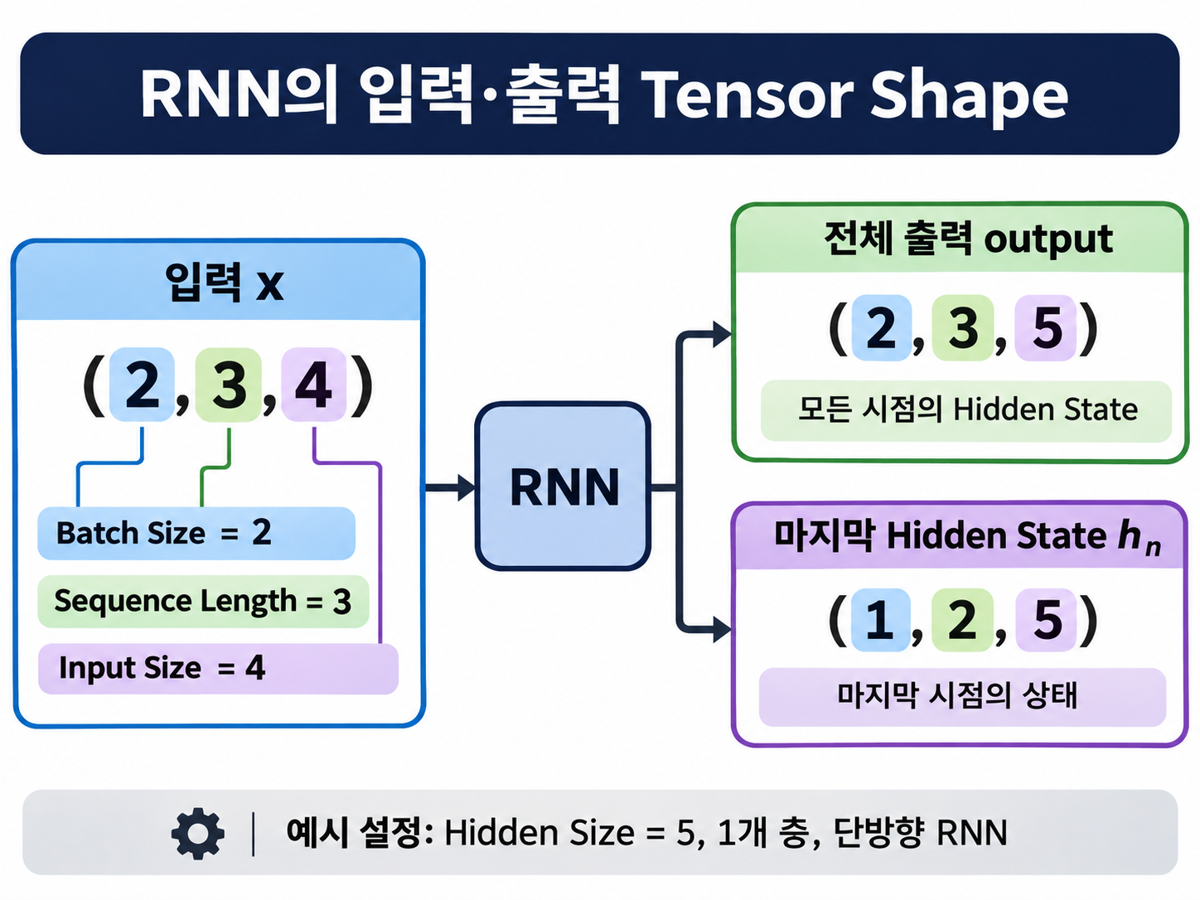 RNN의 입력·출력 Tensor Shape
입력 x
(2, 3, 4)
Batch Size = 2
Sequence Length = 3
Input Size = 4
RNN
전체 출력 output
(2, 3, 5)
모든 시점의 Hidden State
마지막 Hidden State hₙ
(1, 2, 5)
마지막 시점의 상태
예시 설정: Hidden Size = 5, 1개 층, 단방향 RNN